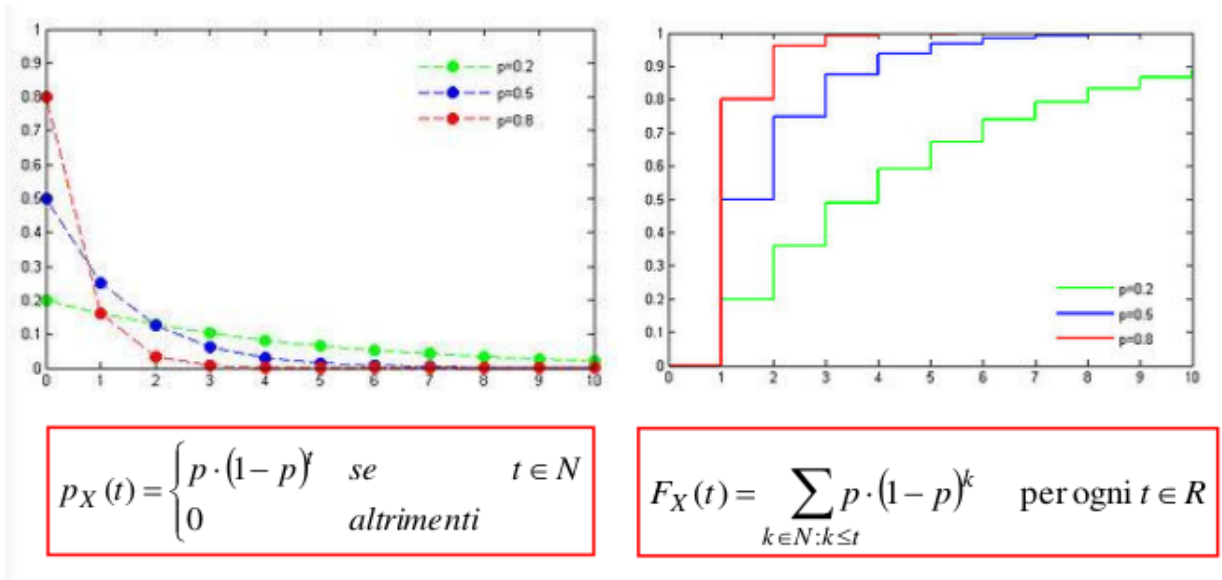 1
0.9
0.8
0.7
0.6
0.5
0.4
0.3
0.2
0.1
0
0 1 2 3 4 5 6 7 8 9 10
p=0.2
p=0.5
p=0.8
1
0.9
0.8
0.7
0.6
0.5
0.4
0.3
0.2
0.1
0
0 1 2 3 4 5 6 7 8 9 10
p=0.2
p=0.5
p=0.8
p_X (t) = { p · (1 − p)^t se t ∈ N
0 altrimenti
F_X (t) = ∑ p · (1 − p)^k per ogni t ∈ R
k ∈ N : k ≤ t